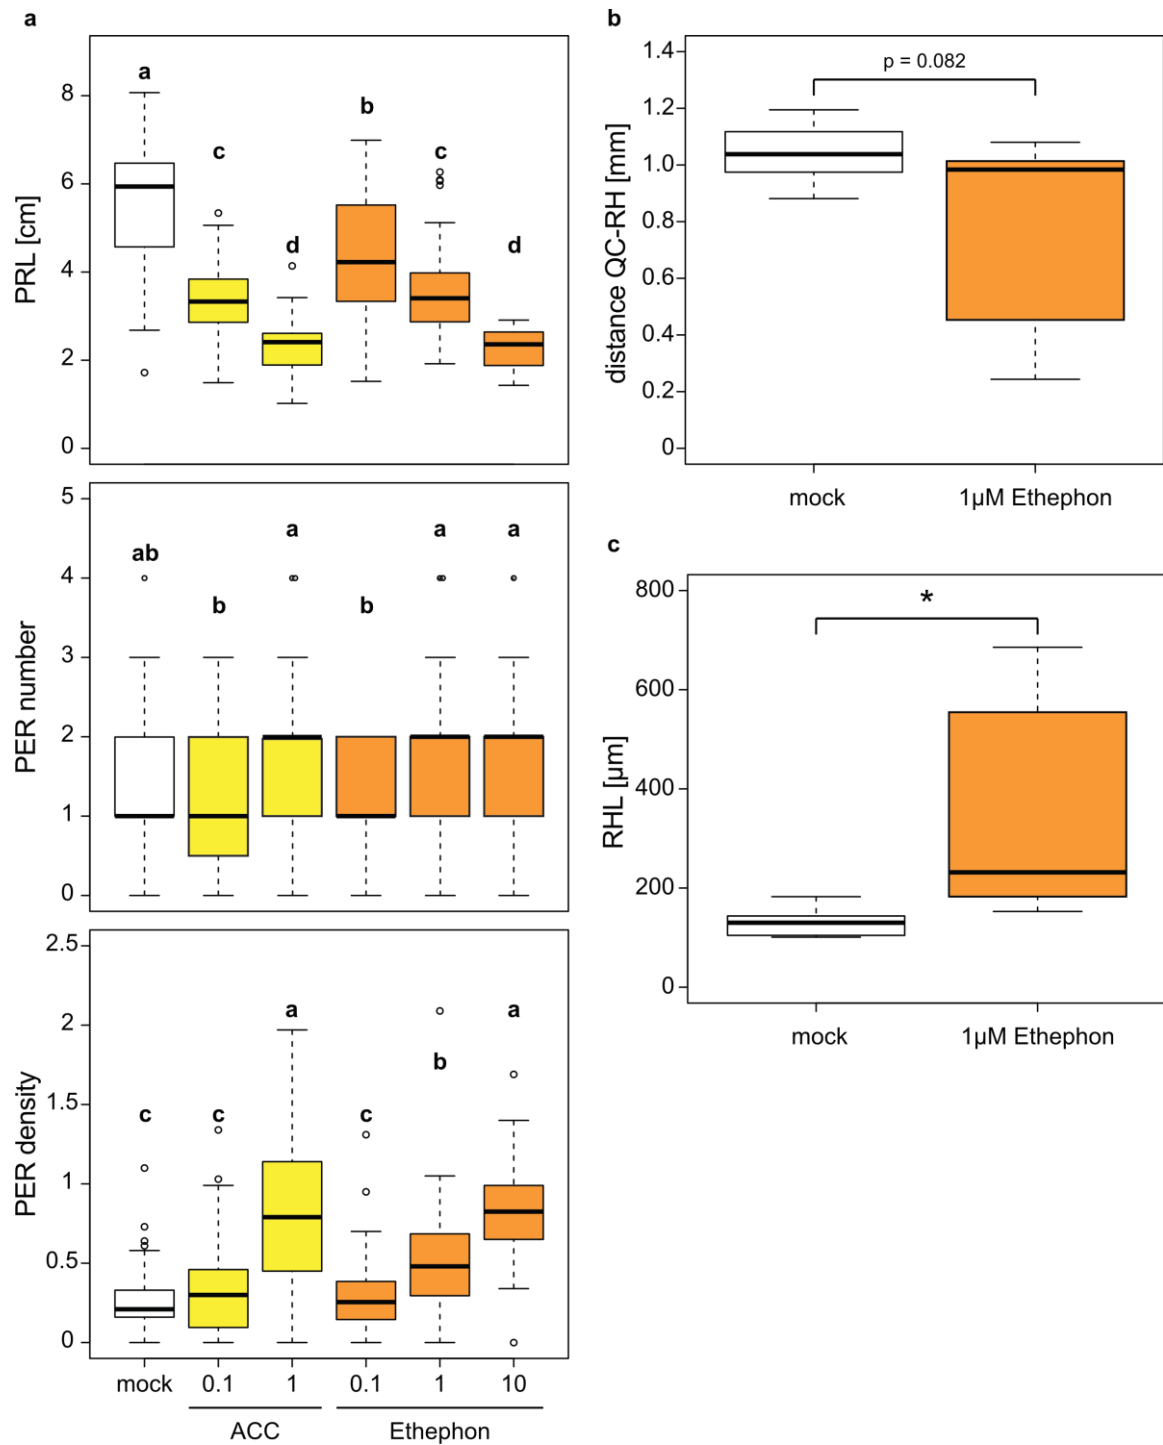 a
PRL [cm]
8
6
4
2
0
a
c
d
b
c
d
PER number
5
4
3
2
1
0
ab
b
a
b
a
a
PER density
2.5
2
1.5
1
0.5
0
c
c
a
c
b
a
mock
0.1
1
0.1
1
10
ACC
Ethephon
b
distance QC-RH [mm]
1.4
1.2
1.0
0.8
0.6
0.4
0.2
0
p = 0.082
mock
1µM Ethephon
c
RHL [µm]
800
600
400
200
0
*
mock
1µM Ethephon